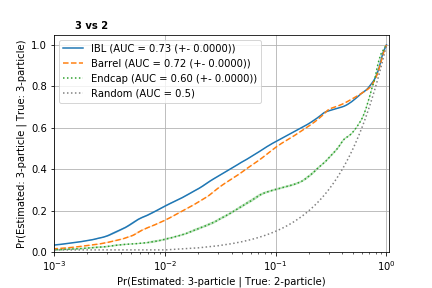 3 vs 2
IBL (AUC = 0.73 (+- 0.0000))
Barrel (AUC = 0.72 (+- 0.0000))
Endcap (AUC = 0.60 (+- 0.0000))
Random (AUC = 0.5)
Pr(Estimated: 3-particle | True: 3-particle)
1.0
0.8
0.6
0.4
0.2
0.0
10⁻³
10⁻²
10⁻¹
10⁰
Pr(Estimated: 3-particle | True: 2-particle)